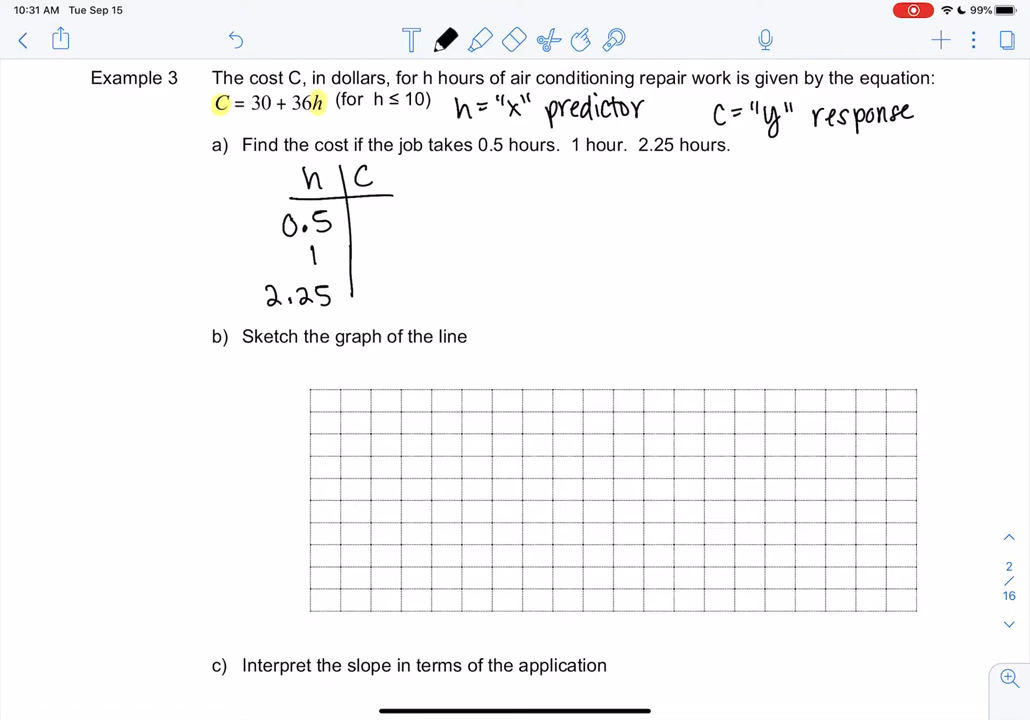 10:31 AM Tue Sep 15
99%
Example 3 The cost C, in dollars, for h hours of air conditioning repair work is given by the equation:
C = 30 + 36h (for h ≤ 10) h = "x" predictor C = "y" response
a) Find the cost if the job takes 0.5 hours. 1 hour. 2.25 hours.
h C
0.5
1
2.25
b) Sketch the graph of the line
2
/
16
c) Interpret the slope in terms of the application